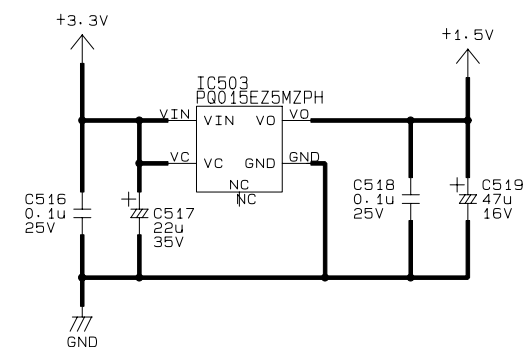 +3.3V
+1.5V
IC503
PQ015EZ5MZPH
VIN
VIN
VO
VO
VC
VC
GND
GND
NC
NC
C516
0.1u
25V
C517
22u
35V
C518
0.1u
25V
C519
47u
16V
GND